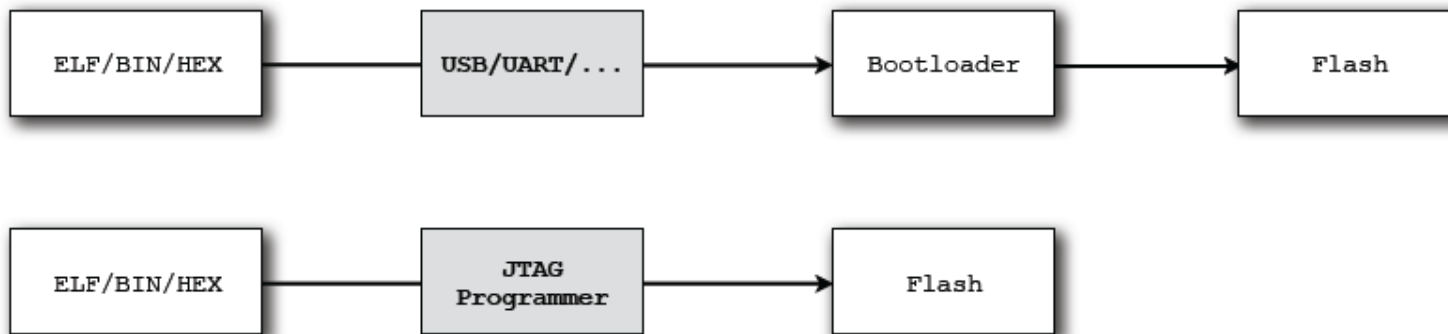 ELF/BIN/HEX
USB/UART/...
Bootloader
Flash
ELF/BIN/HEX
JTAG
Programmer
Flash